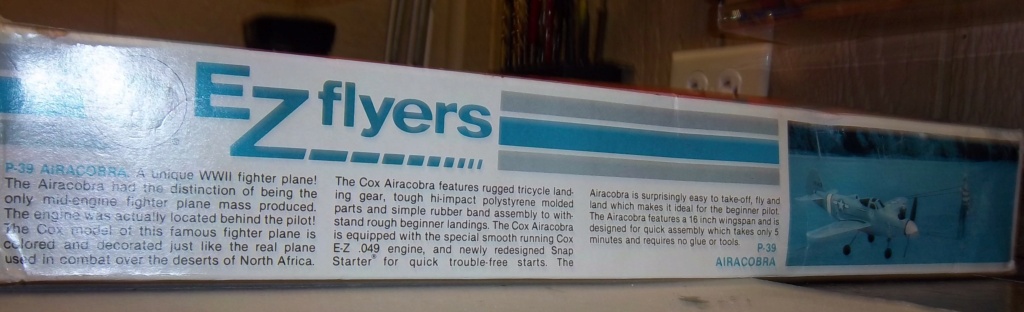 EZ flyers
P-39 AIRACOBRA. A unique WWII fighter plane!
The Airacobra had the distinction of being the
only mid-engine fighter plane mass produced.
The engine was actually located behind the pilot!
The Cox model of this famous fighter plane is
colored and decorated just like the real plane
used in combat over the deserts of North Africa.
The Cox Airacobra features rugged tricycle land-
ing gear, tough hi-impact polystyrene molded
parts and simple rubber band assembly to with-
stand rough beginner landings. The Cox Airacobra
is equipped with the special smooth running Cox
E-Z .049 engine, and newly redesigned Snap
Starter® for quick trouble-free starts. The
Airacobra is surprisingly easy to take-off, fly and
land which makes it ideal for the beginner pilot.
The Airacobra features a 16 inch wingspan and is
designed for quick assembly which takes only 5
minutes and requires no glue or tools.
P-39
AIRACOBRA